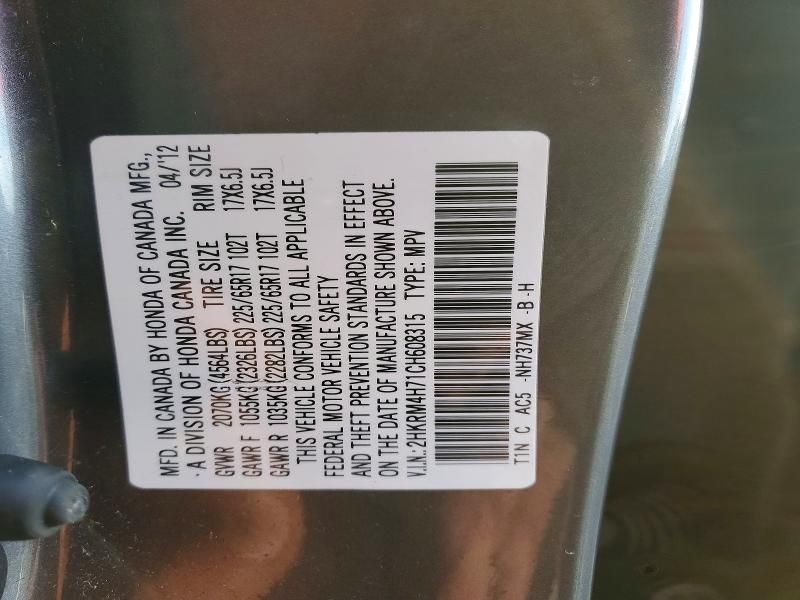 MFD. IN CANADA BY HONDA OF CANADA MFG.,
· A DIVISION OF HONDA CANADA INC. 04/'12
GVWR 2070KG(4564LBS) TIRE SIZE RIM SIZE
GAWR F 1055KG(2326LBS)225/65R17 102T 17X6.5J
GAWR R 1035KG(2282LBS)225/65R17 102T 17X6.5J
THIS VEHICLE CONFORMS TO ALL APPLICABLE
FEDERAL MOTOR VEHICLE SAFETY
AND THEFT PREVENTION STANDARDS IN EFFECT
ON THE DATE OF MANUFACTURE SHOWN ABOVE.
V.I.N.:2HKRM4H71CH608315 TYPE: MPV
T1N C AC5 -NH737MX -B -H